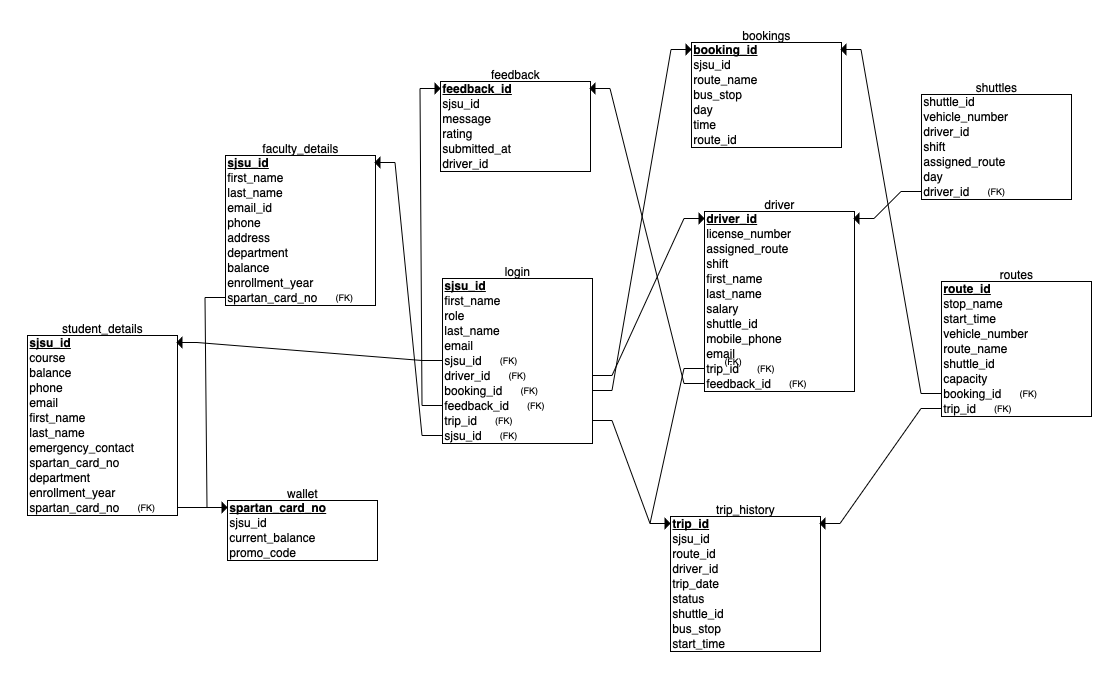 bookings
booking_id
sjsu_id
route_name
bus_stop
day
time
route_id
feedback
feedback_id
sjsu_id
message
rating
submitted_at
driver_id
shuttles
shuttle_id
vehicle_number
driver_id
shift
assigned_route
day
driver_id (FK)
faculty_details
sjsu_id
first_name
last_name
email_id
phone
address
department
balance
enrollment_year
spartan_card_no (FK)
driver
driver_id
license_number
assigned_route
shift
first_name
last_name
salary
shuttle_id
mobile_phone
email
trip_id (FK)
feedback_id (FK)
login
sjsu_id
first_name
role
last_name
email
sjsu_id (FK)
driver_id (FK)
booking_id (FK)
feedback_id (FK)
trip_id (FK)
sjsu_id (FK)
routes
route_id
stop_name
start_time
vehicle_number
route_name
shuttle_id
capacity
booking_id (FK)
trip_id (FK)
student_details
sjsu_id
course
balance
phone
email
first_name
last_name
emergency_contact
spartan_card_no
department
enrollment_year
spartan_card_no (FK)
wallet
spartan_card_no
sjsu_id
current_balance
promo_code
trip_history
trip_id
sjsu_id
route_id
driver_id
trip_date
status
shuttle_id
bus_stop
start_time